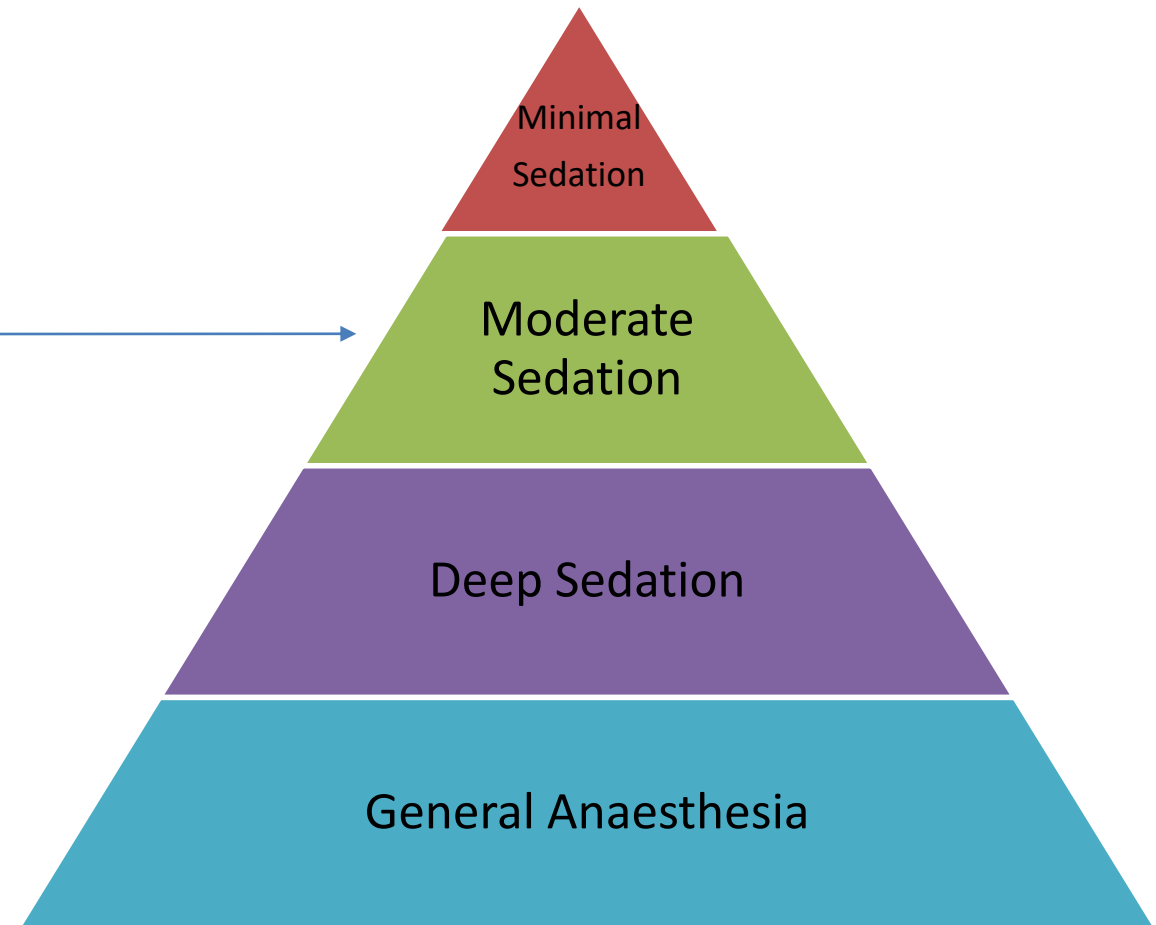 Minimal
Sedation
Moderate
Sedation
Deep Sedation
General Anaesthesia